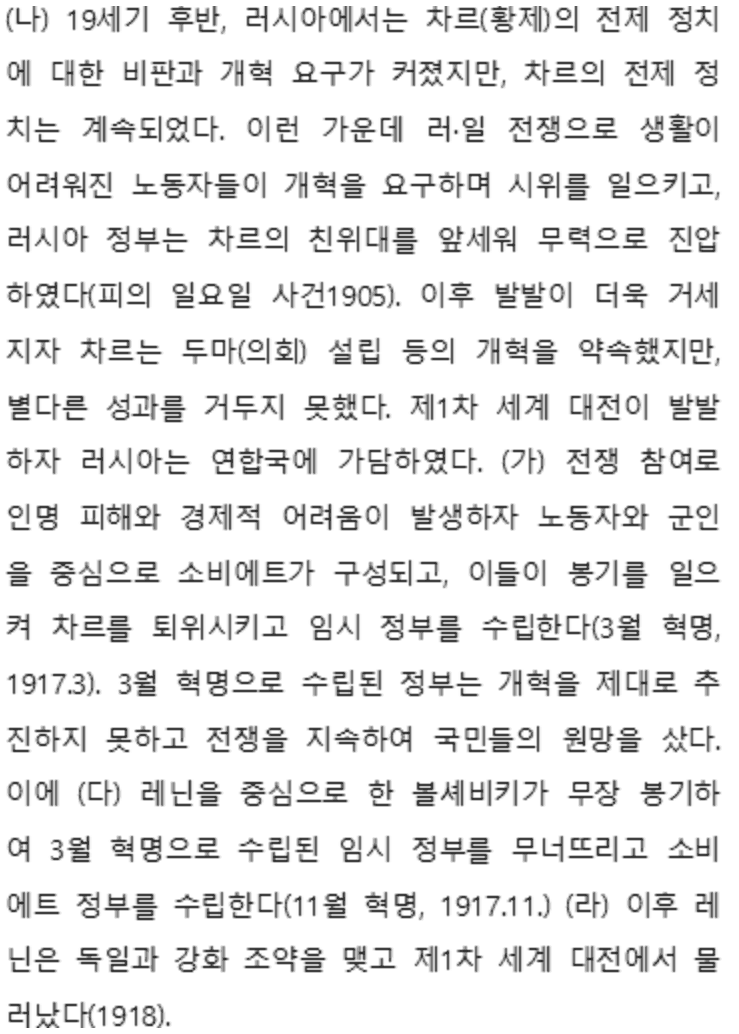 (나) 19세기 후반, 러시아에서는 차르(황제)의 전제 정치
에 대한 비판과 개혁 요구가 커졌지만, 차르의 전제 정
치는 계속되었다. 이런 가운데 러·일 전쟁으로 생활이
어려워진 노동자들이 개혁을 요구하며 시위를 일으키고,
러시아 정부는 차르의 친위대를 앞세워 무력으로 진압
하였다(피의 일요일 사건1905). 이후 발발이 더욱 거세
지자 차르는 두마(의회) 설립 등의 개혁을 약속했지만,
별다른 성과를 거두지 못했다. 제1차 세계 대전이 발발
하자 러시아는 연합국에 가담하였다. (가) 전쟁 참여로
인명 피해와 경제적 어려움이 발생하자 노동자와 군인
을 중심으로 소비에트가 구성되고, 이들이 봉기를 일으
켜 차르를 퇴위시키고 임시 정부를 수립한다(3월 혁명,
1917.3). 3월 혁명으로 수립된 정부는 개혁을 제대로 추
진하지 못하고 전쟁을 지속하여 국민들의 원망을 샀다.
이에 (다) 레닌을 중심으로 한 볼셰비키가 무장 봉기하
여 3월 혁명으로 수립된 임시 정부를 무너뜨리고 소비
에트 정부를 수립한다(11월 혁명, 1917.11.) (라) 이후 레
닌은 독일과 강화 조약을 맺고 제1차 세계 대전에서 물
러났다(1918).